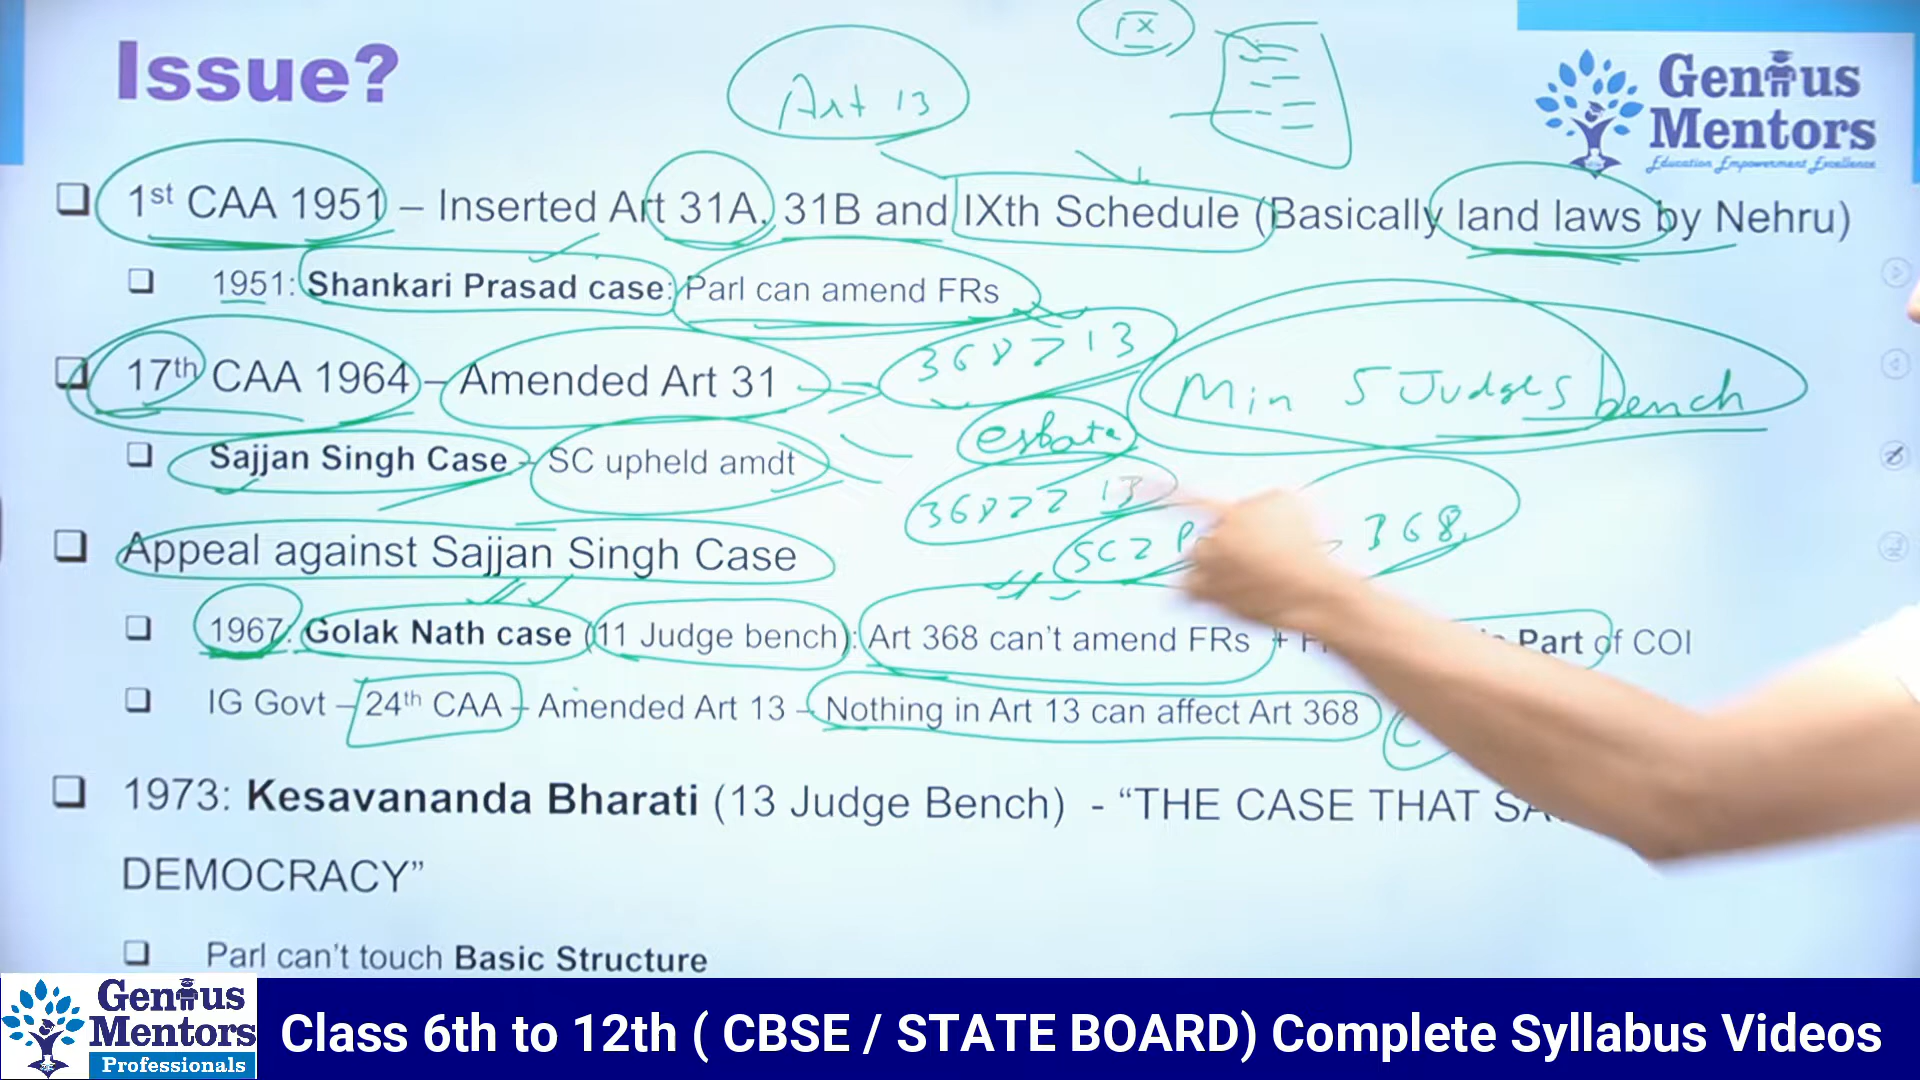 Issue?
Art 13
IX
Genius
Mentors
Education Empowerment Excellence
1st CAA 1951 – Inserted Art 31A, 31B and IXth Schedule (Basically land laws by Nehru)
1951: Shankari Prasad case: Parl can amend FRs
368 > 13
17th CAA 1964 – Amended Art 31
Min 5 Judges bench
estate
Sajjan Singh Case - SC upheld amdt
368 > 13
SC 368
Appeal against Sajjan Singh Case
1967: Golak Nath case (11 Judge bench): Art 368 can't amend FRs + Part of COI
IG Govt – 24th CAA – Amended Art 13 – Nothing in Art 13 can affect Art 368
1973: Kesavananda Bharati (13 Judge Bench) - “THE CASE THAT
DEMOCRACY”
Parl can't touch Basic Structure
Genius
Mentors
Professionals
Class 6th to 12th ( CBSE / STATE BOARD) Complete Syllabus Videos